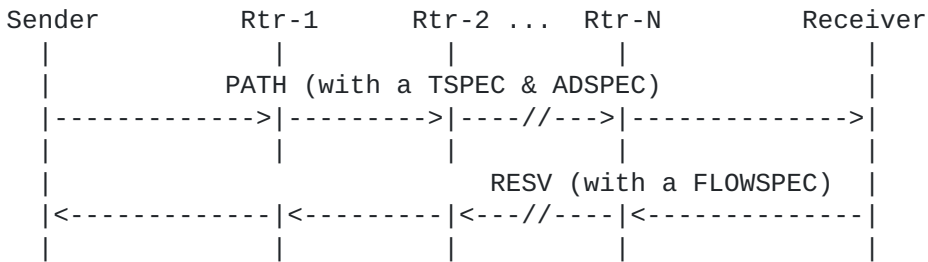 Sender Rtr-1 Rtr-2 ... Rtr-N Receiver
| | | | |
| PATH (with a TSPEC & ADSPEC) |
|------------->|--------->|----//--->|-------------->|
| | | | |
| RESV (with a FLOWSPEC) |
|<-------------|<---------|<---//----|<--------------|
| | | | |